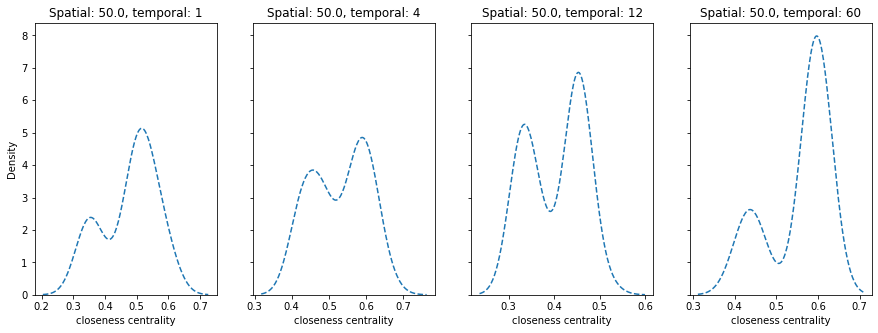 Spatial: 50.0, temporal: 1
Spatial: 50.0, temporal: 4
Spatial: 50.0, temporal: 12
Spatial: 50.0, temporal: 60
8
7
6
5
4
3
2
1
0
Density
0.2 0.3 0.4 0.5 0.6 0.7
0.3 0.4 0.5 0.6 0.7
0.3 0.4 0.5 0.6
0.3 0.4 0.5 0.6 0.7
closeness centrality
closeness centrality
closeness centrality
closeness centrality